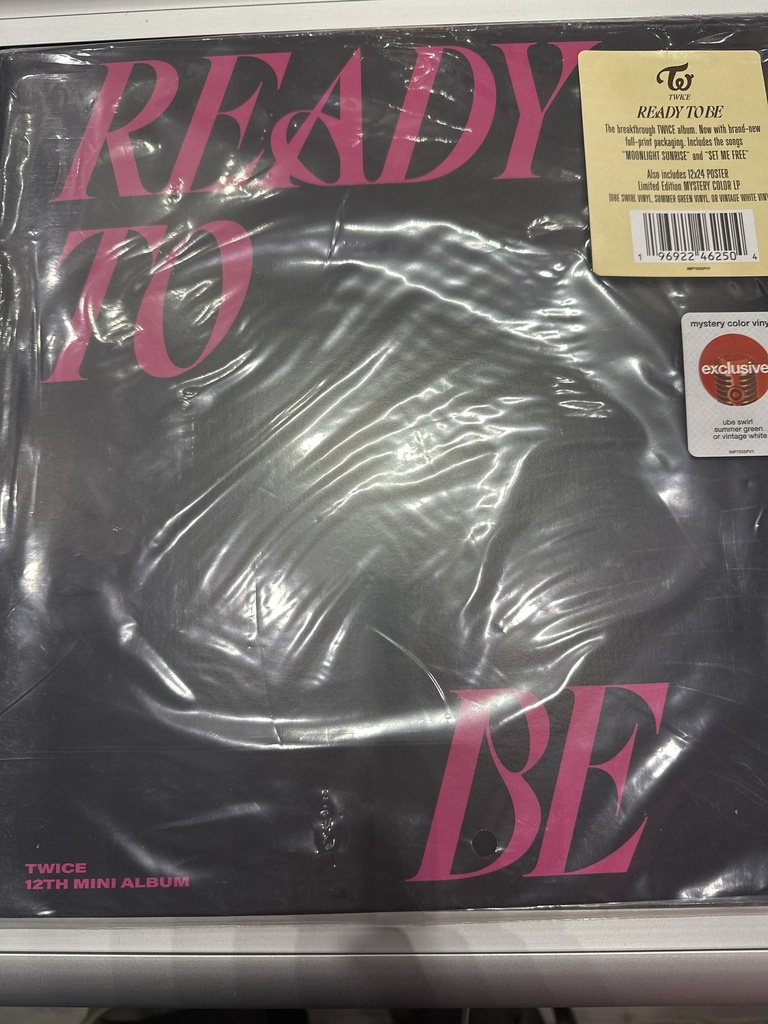 READY
TO
BE
TWICE
12TH MINI ALBUM
TW
TWICE
READY TO BE
The breakthrough TWICE album. Now with brand-new
full-print packaging. Includes the songs
"MOONLIGHT SUNRISE" and "SET ME FREE"
Also includes 12x24 POSTER
Limited Edition MYSTERY COLOR LP
UBE SWIRL VINYL, SUMMER GREEN VINYL, OR VINTAGE WHITE VINY
1 96922 46250 4
mystery color viny
exclusive
ube swirl
summer green
or vintage white